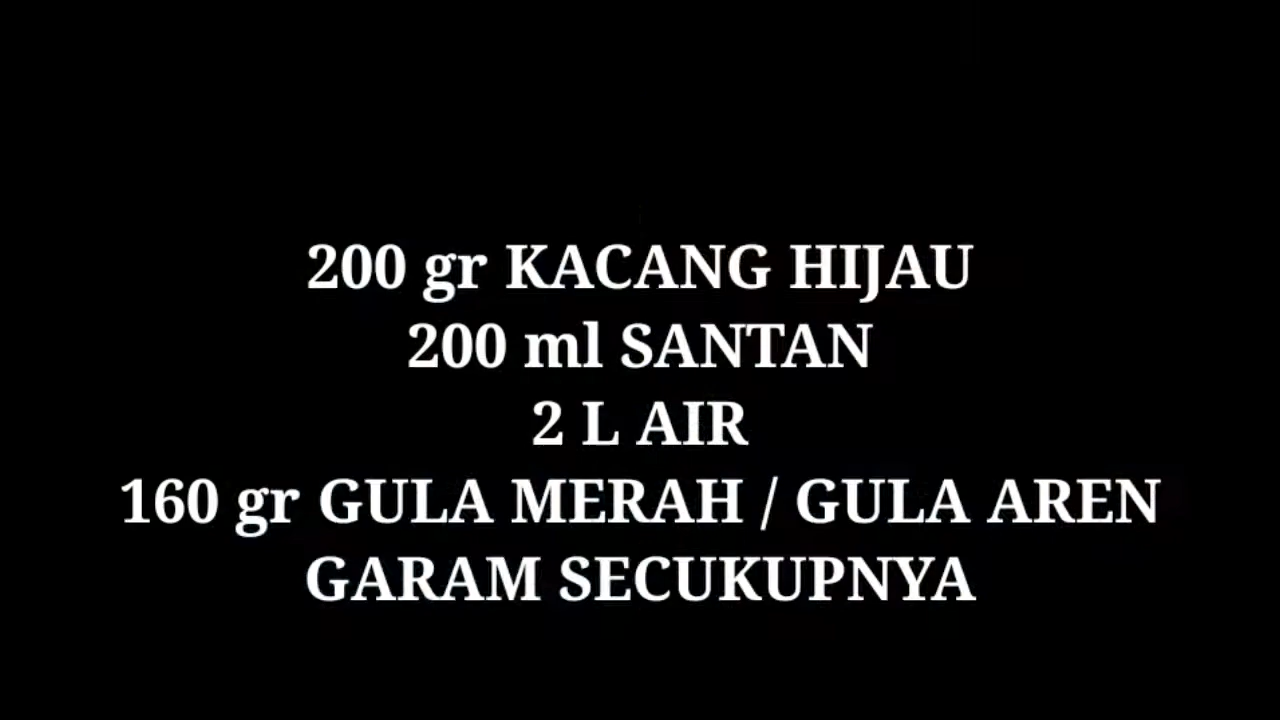 200 gr KACANG HIJAU
200 ml SANTAN
2 L AIR
160 gr GULA MERAH / GULA AREN
GARAM SECUKUPNYA